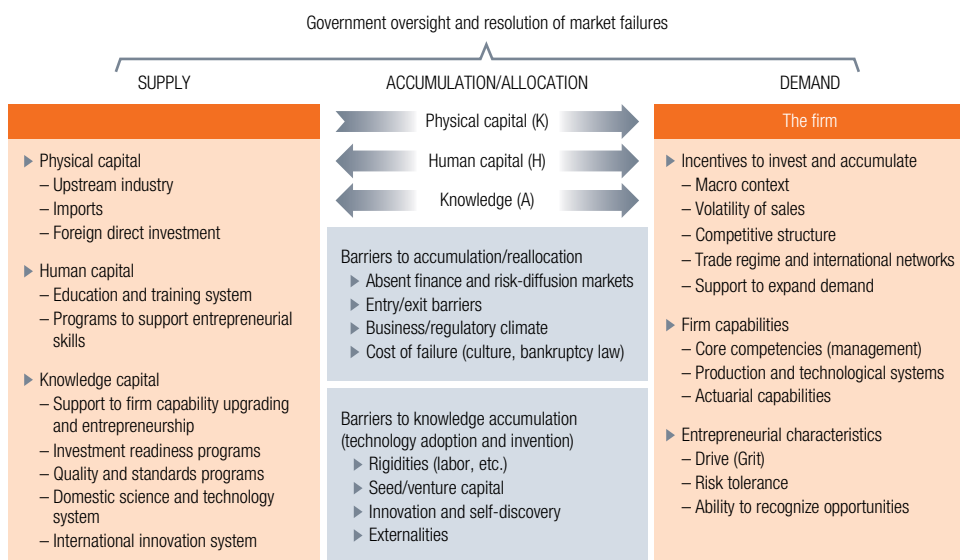 Government oversight and resolution of market failures
SUPPLY
▶ Physical capital
– Upstream industry
– Imports
– Foreign direct investment
▶ Human capital
– Education and training system
– Programs to support entrepreneurial
skills
▶ Knowledge capital
– Support to firm capability upgrading
and entrepreneurship
– Investment readiness programs
– Quality and standards programs
– Domestic science and technology
system
– International innovation system
ACCUMULATION/ALLOCATION
Physical capital (K)
Human capital (H)
Knowledge (A)
Barriers to accumulation/reallocation
▶ Absent finance and risk-diffusion markets
▶ Entry/exit barriers
▶ Business/regulatory climate
▶ Cost of failure (culture, bankruptcy law)
Barriers to knowledge accumulation
(technology adoption and invention)
▶ Rigidities (labor, etc.)
▶ Seed/venture capital
▶ Innovation and self-discovery
▶ Externalities
DEMAND
The firm
▶ Incentives to invest and accumulate
– Macro context
– Volatility of sales
– Competitive structure
– Trade regime and international networks
– Support to expand demand
▶ Firm capabilities
– Core competencies (management)
– Production and technological systems
– Actuarial capabilities
▶ Entrepreneurial characteristics
– Drive (Grit)
– Risk tolerance
– Ability to recognize opportunities